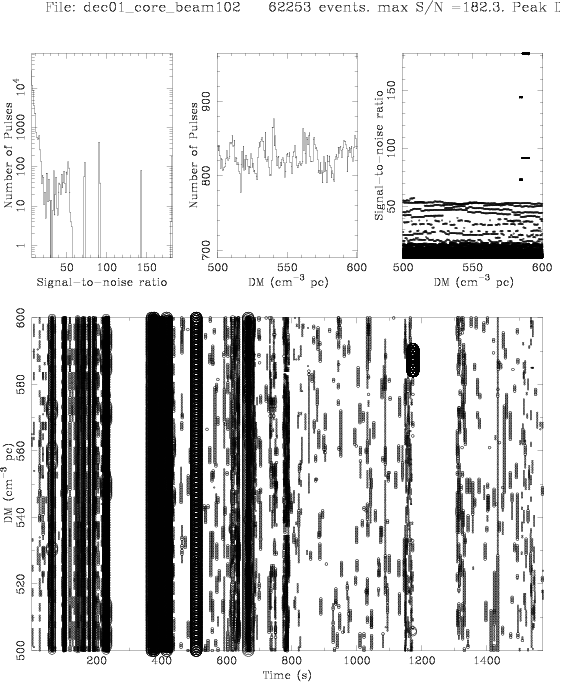 File: dec01_core_beam102 62253 events. max S/N =182.3. Peak D
Number of Pulses
10⁴
1000
100
10
1
50 100 150
Signal-to-noise ratio
Number of Pulses
900
800
700
500 550 600
DM (cm⁻³ pc)
Signal-to-noise ratio
150
100
50
500 550 600
DM (cm⁻³ pc)
DM (cm⁻³ pc)
600
580
560
540
520
500
200 400 600 800 1000 1200 1400
Time (s)